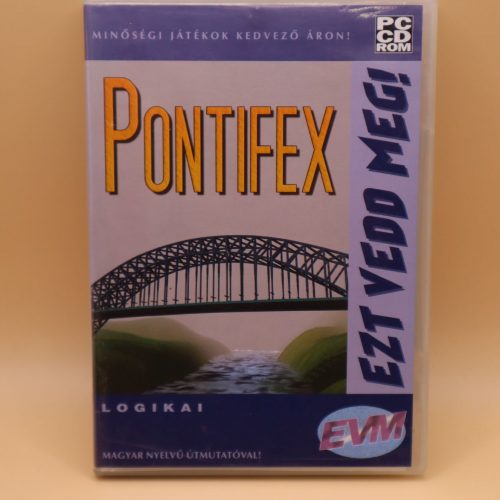 MINŐSÉGI JÁTÉKOK KEDVEZŐ ÁRON!
PC
CD
ROM
PONTIFEX
EZT VEDD MEG!
LOGIKAI
EVM
MAGYAR NYELVŰ ÚTMUTATÓVAL!